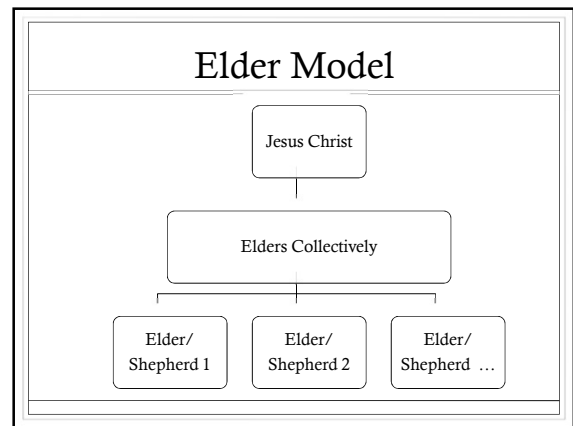 Elder Model
Jesus Christ
Elders Collectively
Elder/
Shepherd 1
Elder/
Shepherd 2
Elder/
Shepherd …